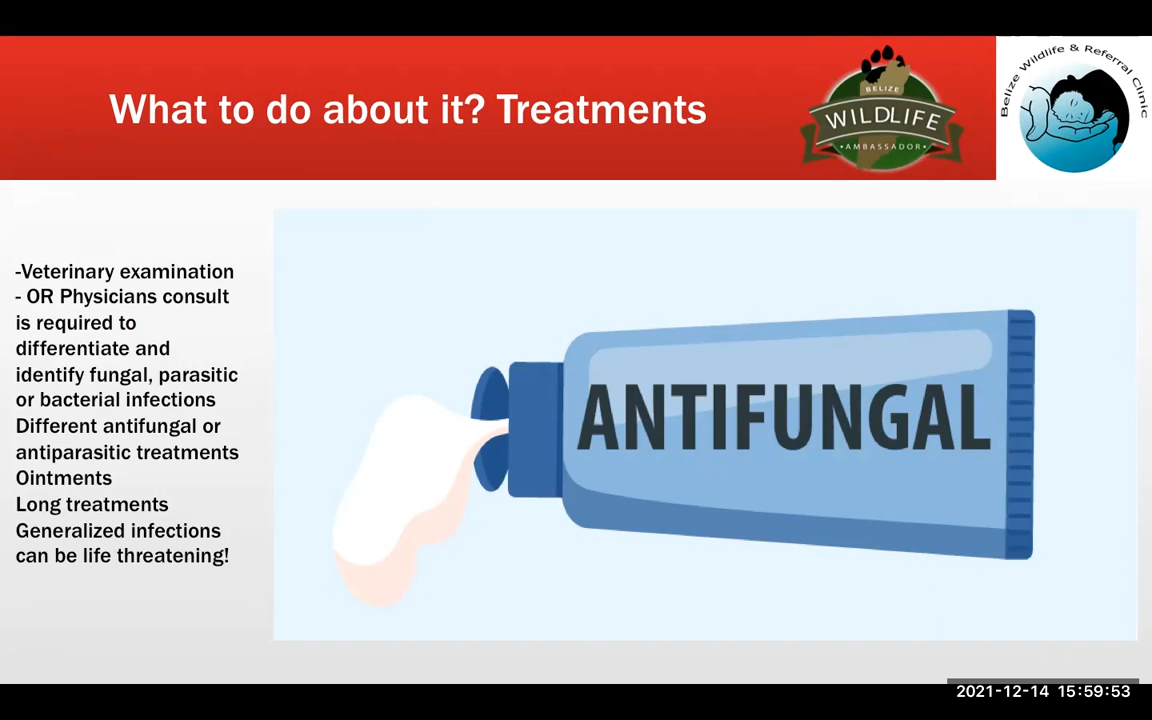 What to do about it? Treatments
BELIZE
WILDLIFE
•AMBASSADOR•
Belize Wildlife & Referral Clinic
-Veterinary examination
- OR Physicians consult
is required to
differentiate and
identify fungal, parasitic
or bacterial infections
Different antifungal or
antiparasitic treatments
Ointments
Long treatments
Generalized infections
can be life threatening!
ANTIFUNGAL
2021-12-14 15:59:53